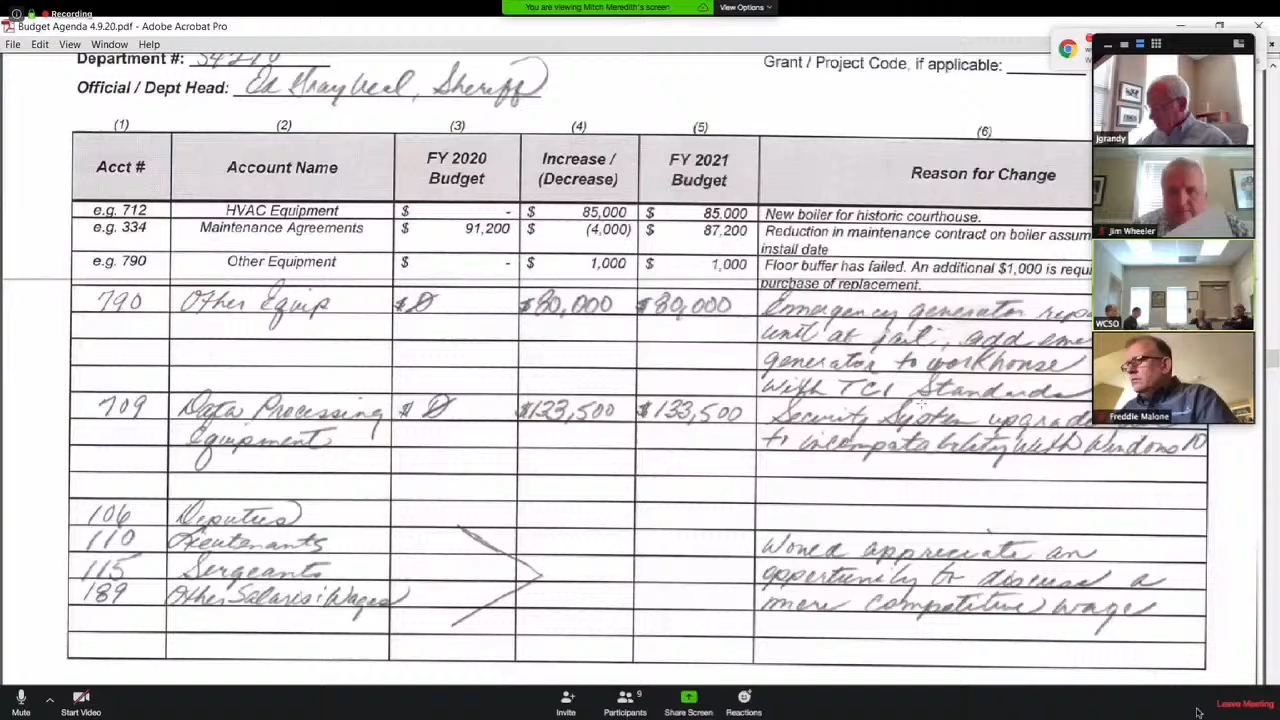 Recording
You are viewing Mitch Meredith's screen
View Options
Budget Agenda 4.9.20.pdf - Adobe Acrobat Pro
File Edit View Window Help
Department #: 54210
Grant / Project Code, if applicable:
Official / Dept Head: Ed Graybeal, Sheriff
(1) (2) (3) (4) (5) (6)
Acct # Account Name FY 2020 Budget Increase / (Decrease) FY 2021 Budget Reason for Change
e.g. 712 HVAC Equipment $ - $ 85,000 $ 85,000 New boiler for historic courthouse.
e.g. 334 Maintenance Agreements $ 91,200 $ (4,000) $ 87,200 Reduction in maintenance contract on boiler assum
install date
e.g. 790 Other Equipment $ - $ 1,000 $ 1,000 Floor buffer has failed. An additional $1,000 is requi
purchase of replacement.
790 Other Equip $ 0 $80,000 $80,000 Emergency generator repa
unit at jail, add eme
generator to workhouse
with TCI Standards
709 Data Processing $ 0 $133,500 $133,500 Security System upgrade
Equipment to incompatability with Windows 10
106 Deputies
110 Lieutenants Would appreciate an
115 Sergeants opportunity to discuss a
189 Other Salaries & Wages more competitive wage
jgrandy
Jim Wheeler
WCSO
Freddie Malone
Mute
Start Video
Invite
Participants 9
Share Screen
Reactions
Leave Meeting